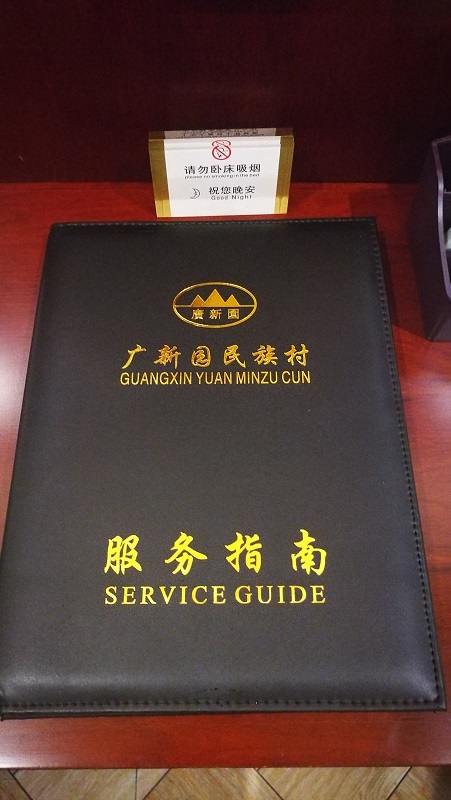 请勿卧床吸烟
please no smoking in the bed
祝您晚安
Good Night
廣新園
广新园民族村
GUANGXIN YUAN MINZU CUN
服务指南
SERVICE GUIDE